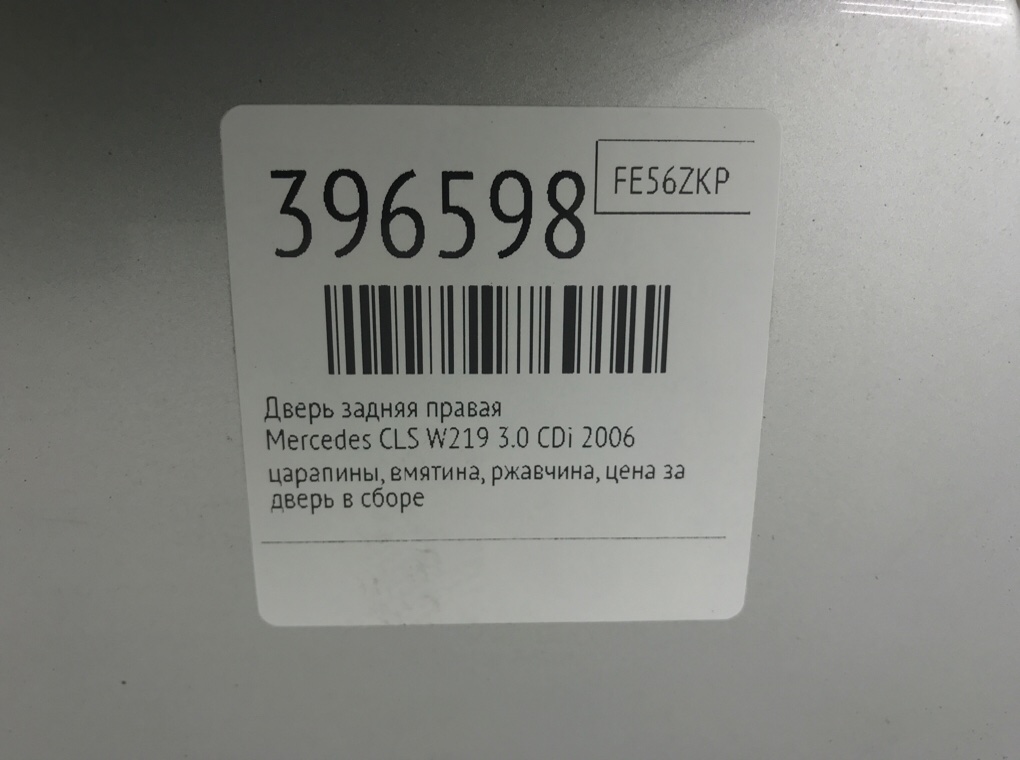 396598
FE56ZKP
Дверь задняя правая
Mercedes CLS W219 3.0 CDi 2006
царапины, вмятина, ржавчина, цена за
дверь в сборе